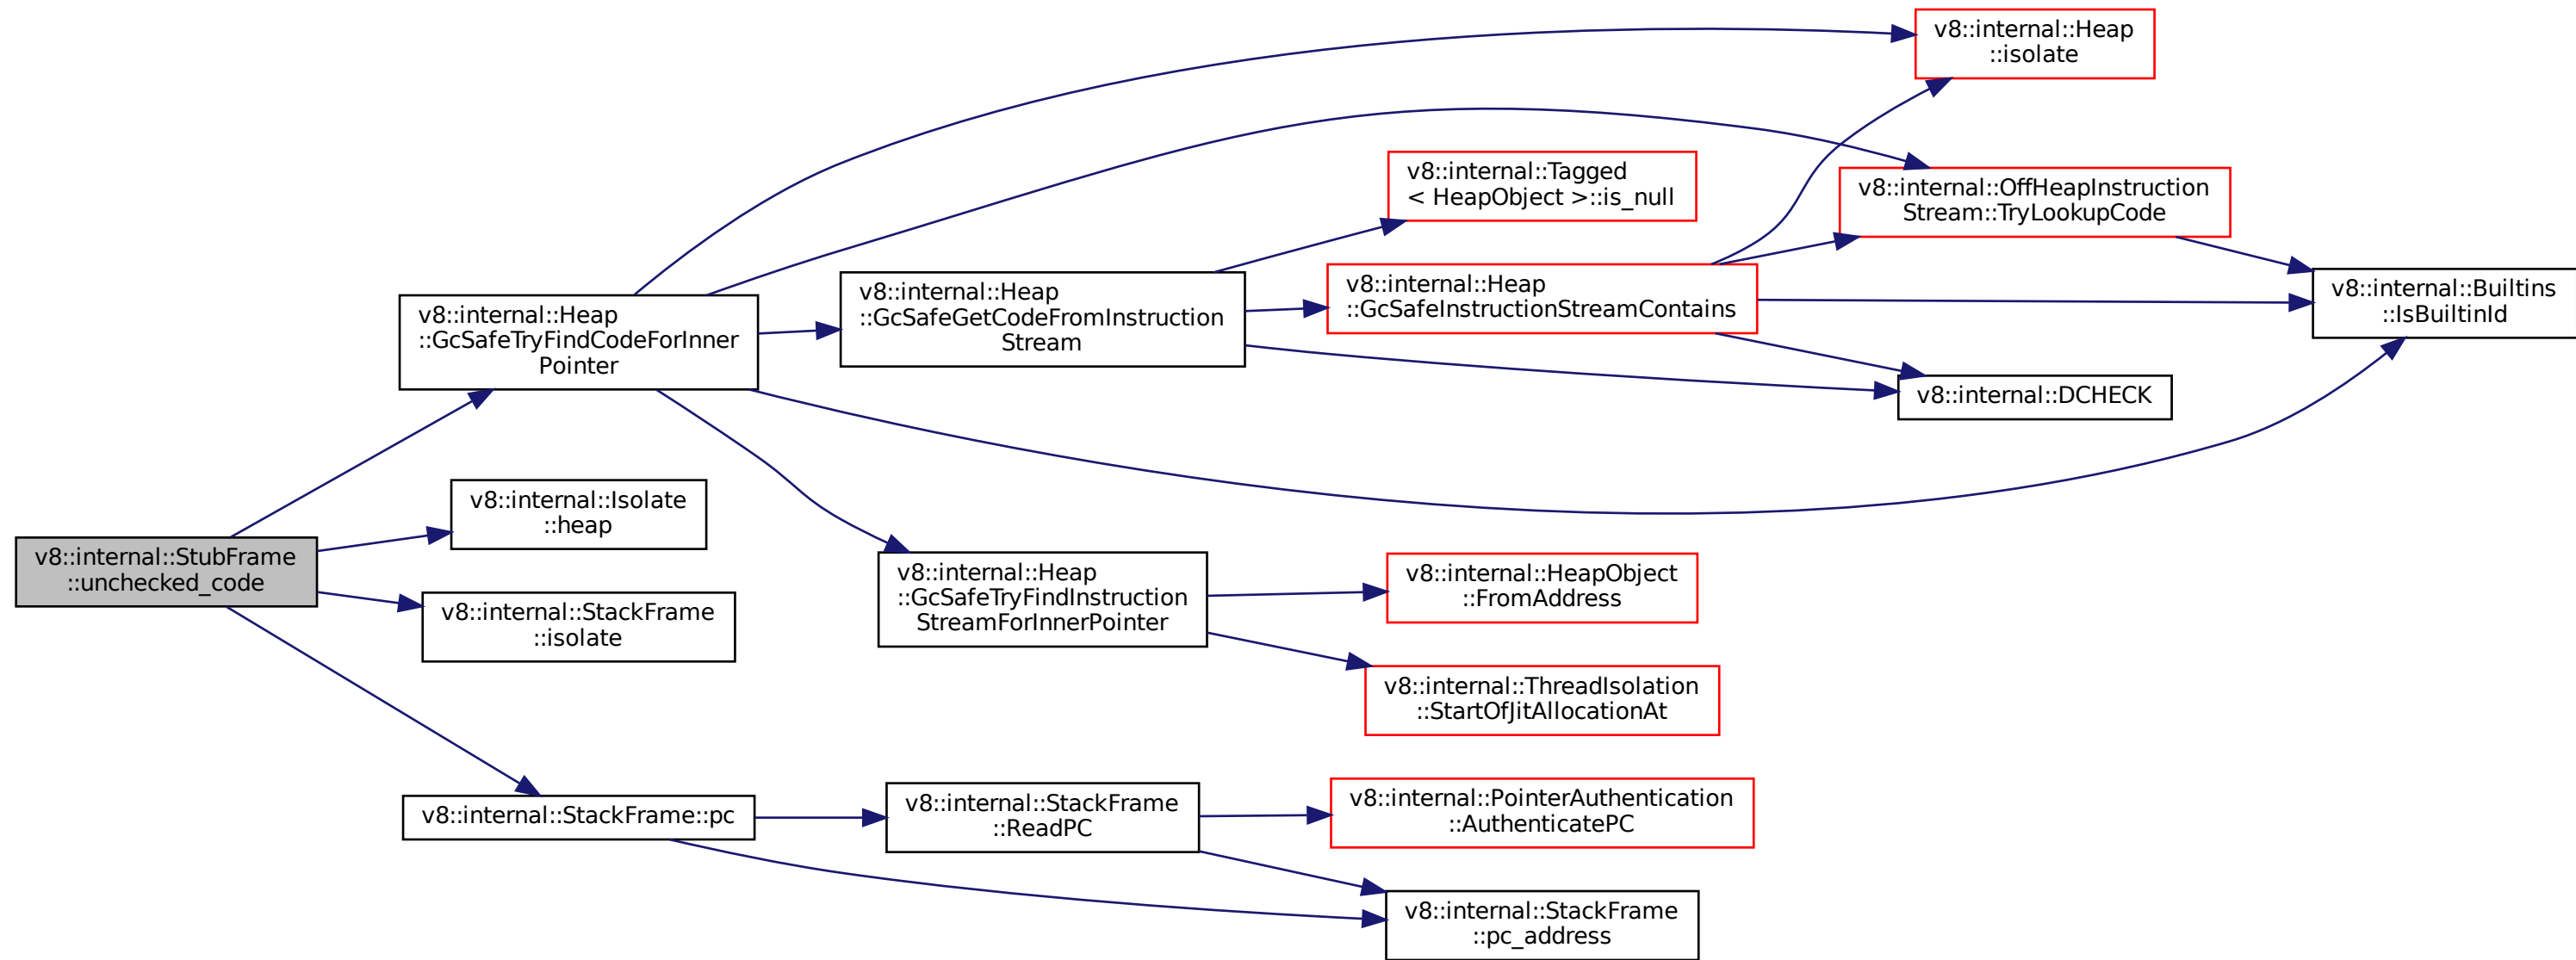 v8::internal::StubFrame
::unchecked_code
v8::internal::Heap
::GcSafeTryFindCodeForInner
Pointer
v8::internal::Isolate
::heap
v8::internal::StackFrame
::isolate
v8::internal::StackFrame::pc
v8::internal::Heap
::GcSafeGetCodeFromInstruction
Stream
v8::internal::Heap
::GcSafeTryFindInstruction
StreamForInnerPointer
v8::internal::StackFrame
::ReadPC
v8::internal::Tagged
< HeapObject >::is_null
v8::internal::Heap
::GcSafeInstructionStreamContains
v8::internal::HeapObject
::FromAddress
v8::internal::ThreadIsolation
::StartOfJitAllocationAt
v8::internal::PointerAuthentication
::AuthenticatePC
v8::internal::StackFrame
::pc_address
v8::internal::Heap
::isolate
v8::internal::OffHeapInstruction
Stream::TryLookupCode
v8::internal::DCHECK
v8::internal::Builtins
::IsBuiltinId